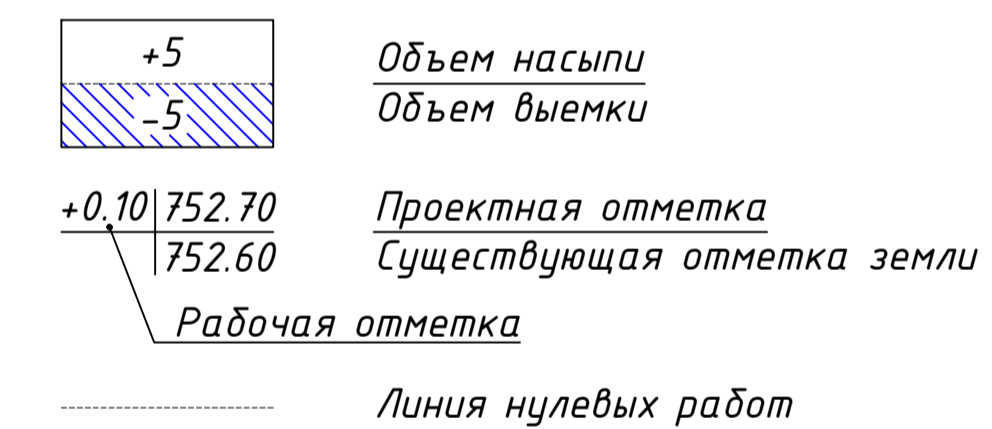 +5 Объем насыпи
-5 Объем выемки
+0.10 752.70 Проектная отметка
752.60 Существующая отметка земли
Рабочая отметка
Линия нулевых работ